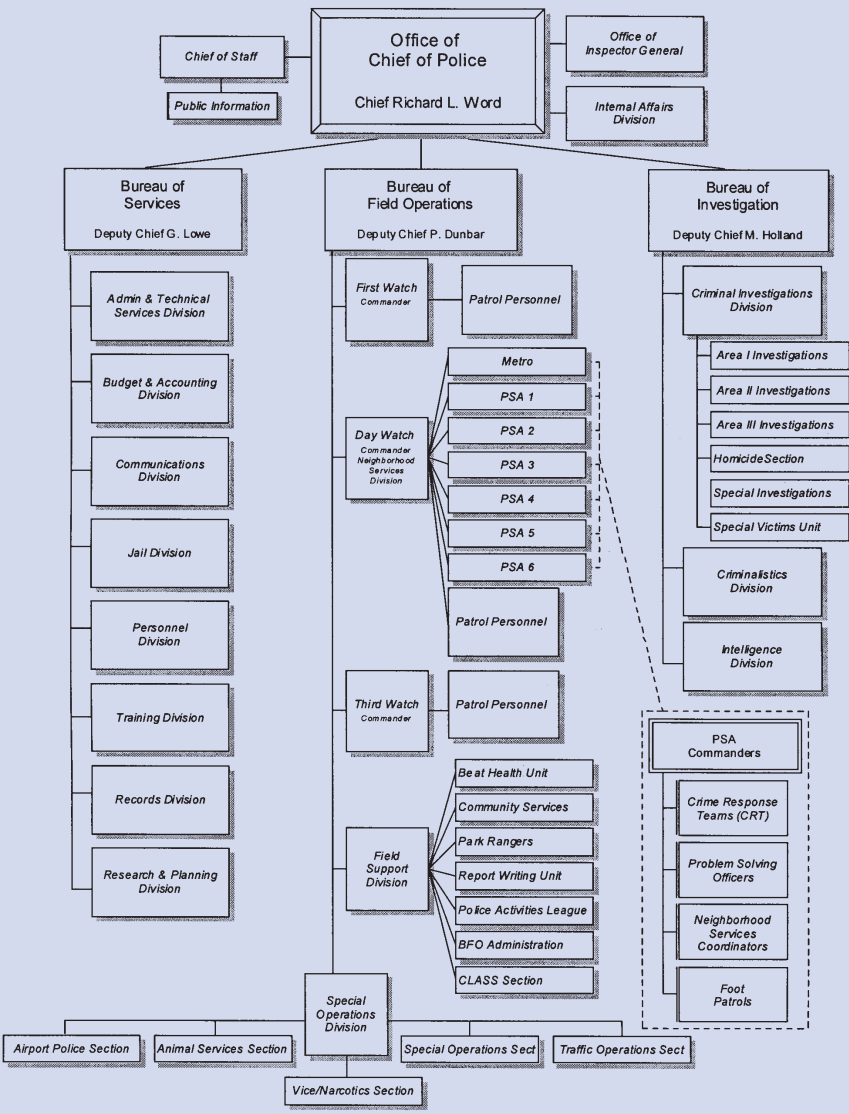 Office of
Chief of Police
Chief Richard L. Word
Chief of Staff
Public Information
Office of
Inspector General
Internal Affairs
Division
Bureau of
Services
Deputy Chief G. Lowe
Admin & Technical
Services Division
Budget & Accounting
Division
Communications
Division
Jail Division
Personnel
Division
Training Division
Records Division
Research & Planning
Division
Bureau of
Field Operations
Deputy Chief P. Dunbar
First Watch
Commander
Patrol Personnel
Day Watch
Commander
Neighborhood
Services
Division
Metro
PSA 1
PSA 2
PSA 3
PSA 4
PSA 5
PSA 6
Patrol Personnel
Third Watch
Commander
Patrol Personnel
Field
Support
Division
Beat Health Unit
Community Services
Park Rangers
Report Writing Unit
Police Activities League
BFO Administration
CLASS Section
Special
Operations
Division
Airport Police Section
Animal Services Section
Special Operations Sect
Traffic Operations Sect
Vice/Narcotics Section
Bureau of
Investigation
Deputy Chief M. Holland
Criminal Investigations
Division
Area I Investigations
Area II Investigations
Area III Investigations
HomicideSection
Special Investigations
Special Victims Unit
Criminalistics
Division
Intelligence
Division
PSA
Commanders
Crime Response
Teams (CRT)
Problem Solving
Officers
Neighborhood
Services
Coordinators
Foot
Patrols